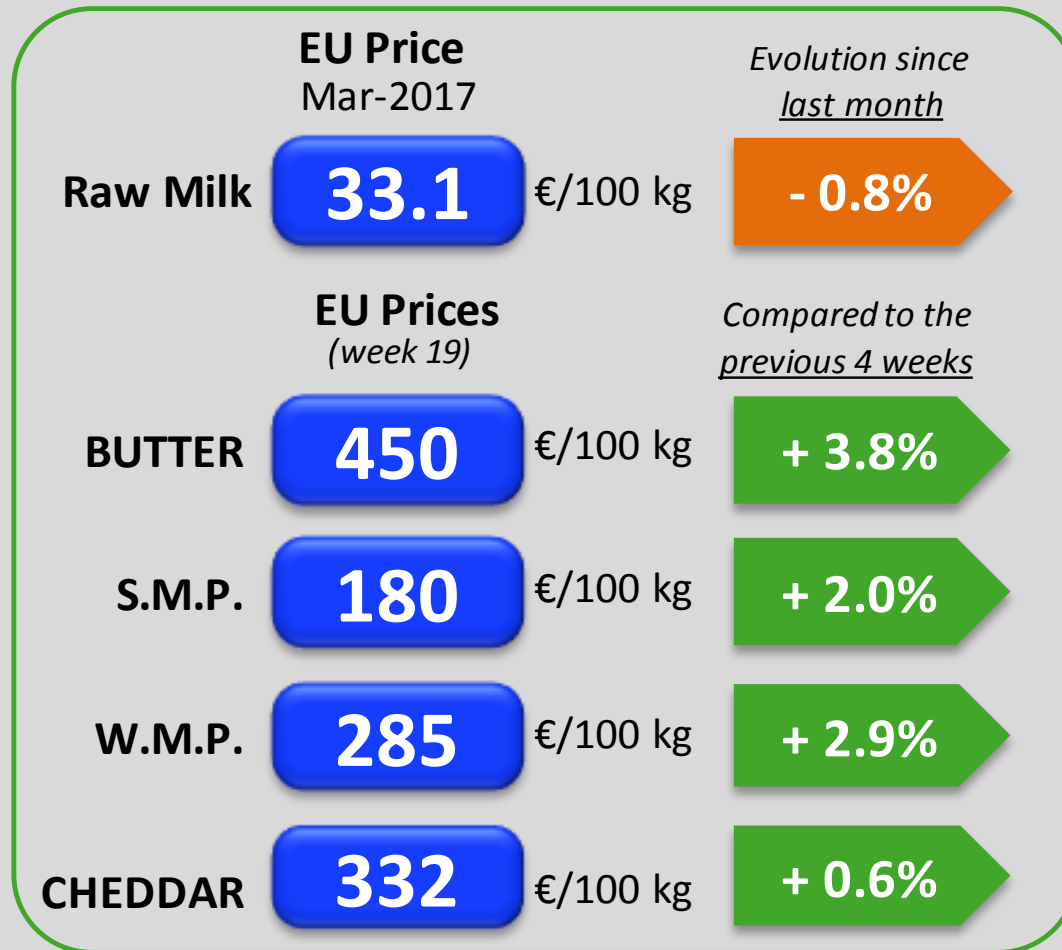 EU Price
Mar-2017
Evolution since
last month
Raw Milk 33.1 €/100 kg - 0.8%
EU Prices
(week 19)
Compared to the
previous 4 weeks
BUTTER 450 €/100 kg + 3.8%
S.M.P. 180 €/100 kg + 2.0%
W.M.P. 285 €/100 kg + 2.9%
CHEDDAR 332 €/100 kg + 0.6%